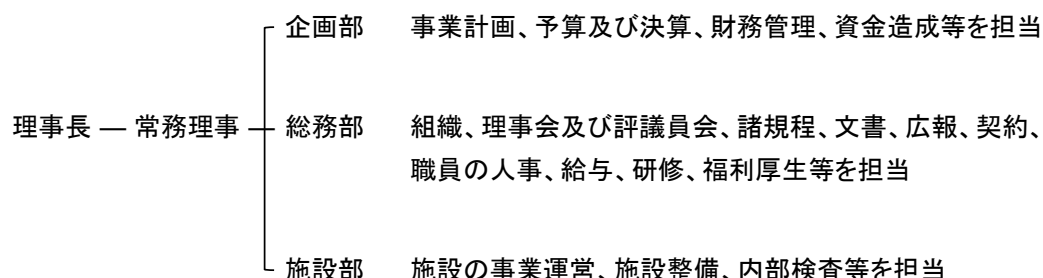 企画部 事業計画、予算及び決算、財務管理、資金造成等を担当
理事長 — 常務理事 総務部 組織、理事会及び評議員会、諸規程、文書、広報、契約、
職員の人事、給与、研修、福利厚生等を担当
施設部 施設の事業運営、施設整備、内部検査等を担当